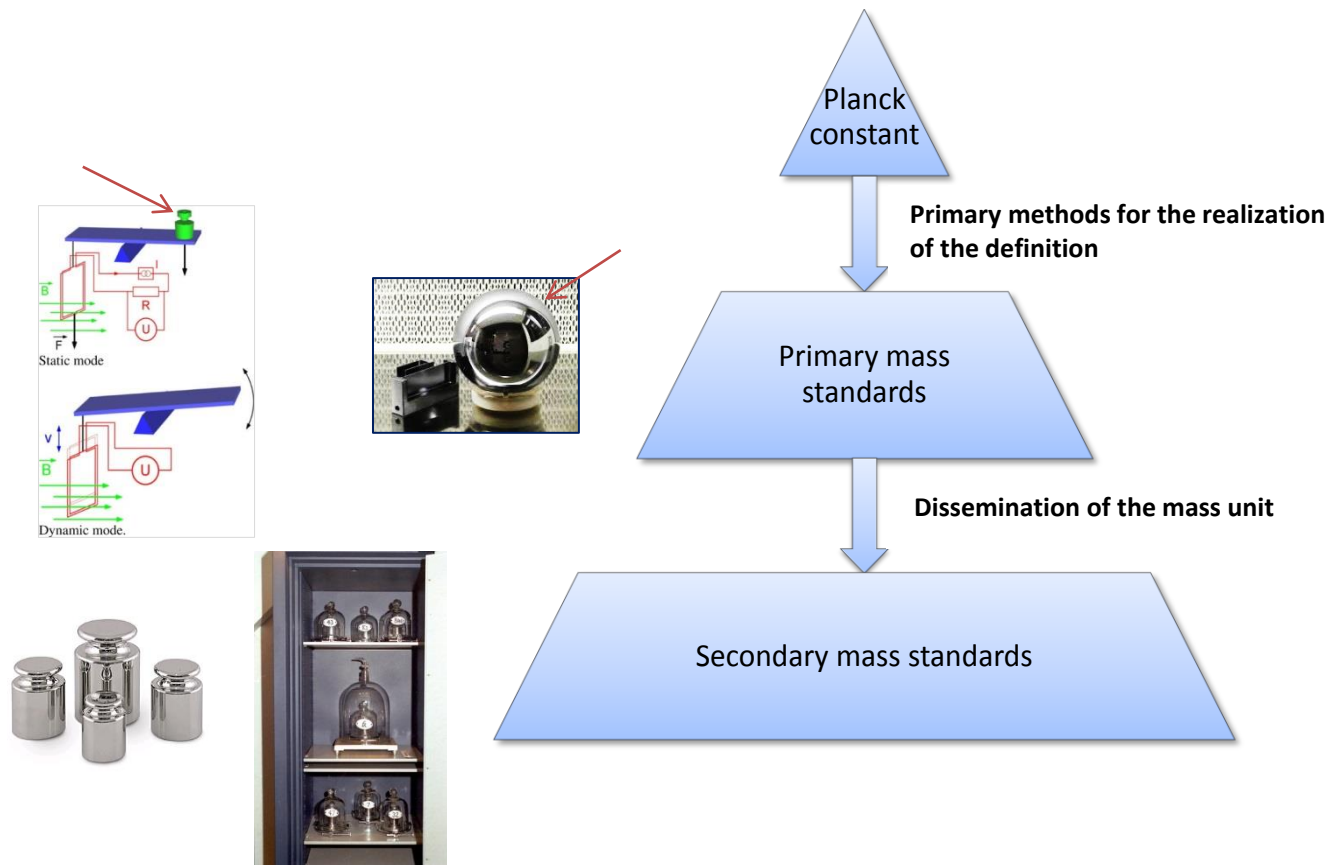 Planck
constant
Primary methods for the realization
of the definition
I
B
R
U
F
Static mode
Primary mass
standards
v
B
U
Dynamic mode.
Dissemination of the mass unit
Secondary mass standards